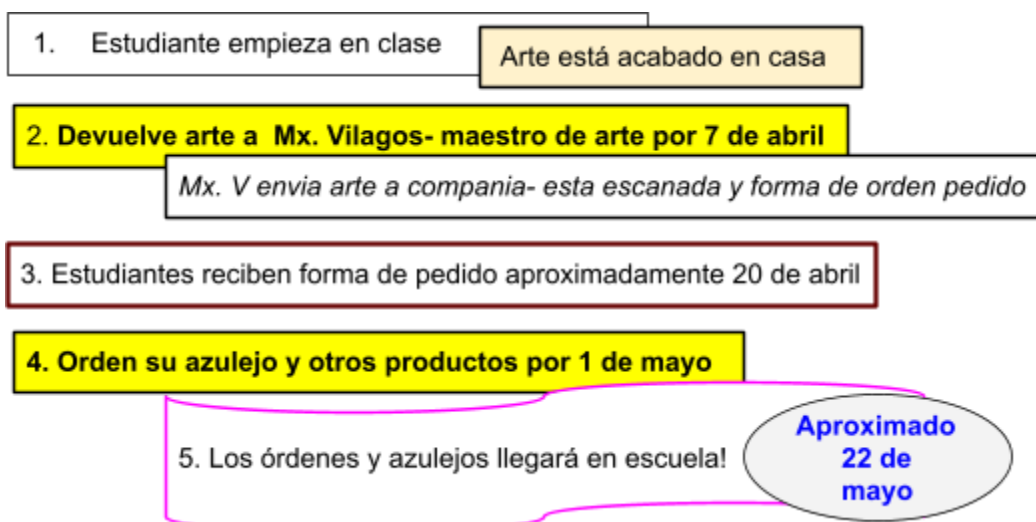 1. Estudiante empieza en clase
Arte está acabado en casa
2. Devuelve arte a Mx. Vilagos- maestro de arte por 7 de abril
Mx. V envia arte a compania- esta escanada y forma de orden pedido
3. Estudiantes reciben forma de pedido aproximadamente 20 de abril
4. Orden su azulejo y otros productos por 1 de mayo
5. Los órdenes y azulejos llegará en escuela!
Aproximado
22 de
mayo